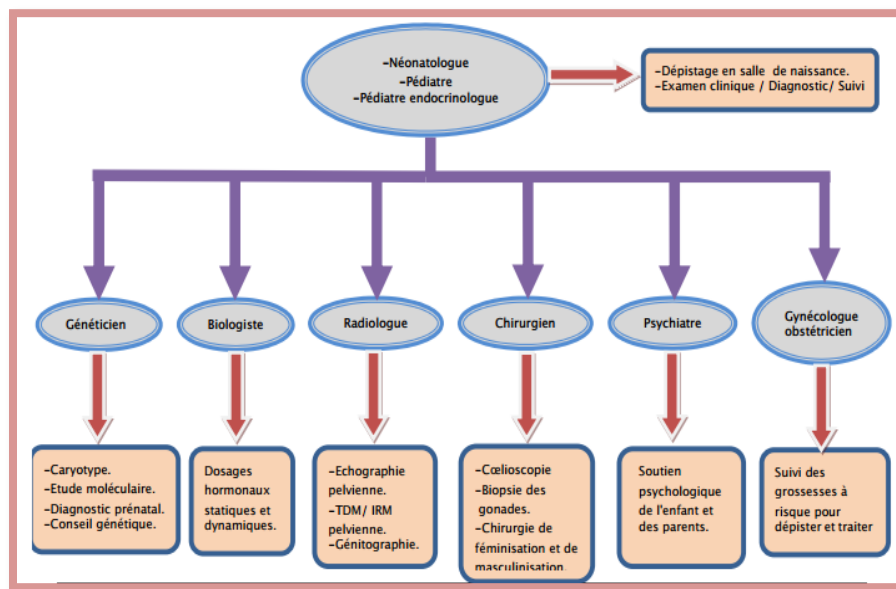 -Néonatologue
-Pédiatre
-Pédiatre endocrinologue
-Dépistage en salle de naissance.
-Examen clinique / Diagnostic/ Suivi
Généticien
Biologiste
Radiologue
Chirurgien
Psychiatre
Gynécologue
obstétricien
-Caryotype.
-Etude moléculaire.
-Diagnostic prénatal.
-Conseil génétique.
Dosages
hormonaux
statiques et
dynamiques.
-Echographie
pelvienne.
-TDM/ IRM
pelvienne.
-Génitographie.
-Cœlioscopie
-Biopsie des
gonades.
-Chirurgie de
féminisation et de
masculinisation.
Soutien
psychologique
de l'enfant et
des parents.
Suivi des
grossesses à
risque pour
dépister et traiter